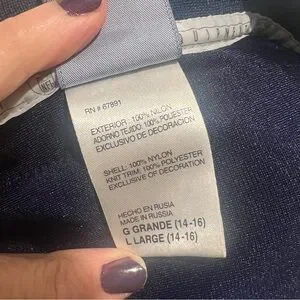 RN # 67891
EXTERIOR: 100% NILON
ADORNO TEJIDO: 100% POLIESTER
EXCLUSIVO DE DECORACION
SHELL: 100% NYLON
KNIT TRIM: 100% POLYESTER
EXCLUSIVE OF DECORATION
HECHO EN RUSIA
MADE IN RUSSIA
G GRANDE (14-16)
L LARGE (14-16)